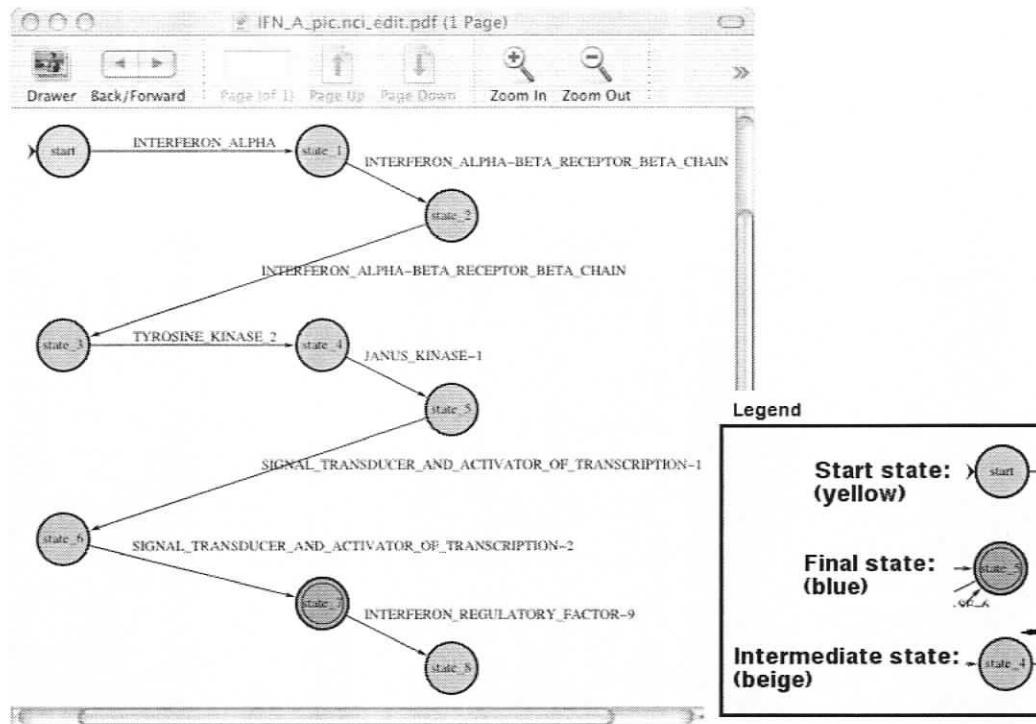 IFN_A_pic.nci_edit.pdf (1 Page)
Drawer Back/Forward Page (of 1) Page Up Page Down Zoom In Zoom Out
start
INTERFERON_ALPHA
state_1
INTERFERON_ALPHA-BETA_RECEPTOR_BETA_CHAIN
state_2
INTERFERON_ALPHA-BETA_RECEPTOR_BETA_CHAIN
state_3
TYROSINE_KINASE_2
state_4
JANUS_KINASE-1
state_5
SIGNAL_TRANSDUCER_AND_ACTIVATOR_OF_TRANSCRIPTION-1
state_6
SIGNAL_TRANSDUCER_AND_ACTIVATOR_OF_TRANSCRIPTION-2
state_7
INTERFERON_REGULATORY_FACTOR-9
state_8
Legend
Start state:
(yellow)
start
Final state:
(blue)
state_5
Intermediate state:
(beige)
state_4